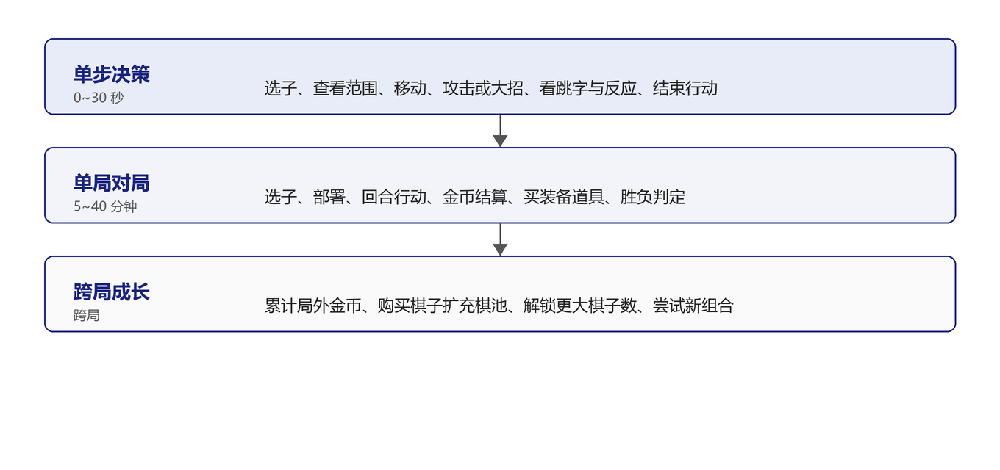 单步决策
0~30 秒
选子、查看范围、移动、攻击或大招、看跳字与反应、结束行动
单局对局
5~40 分钟
选子、部署、回合行动、金币结算、买装备道具、胜负判定
跨局成长
跨局
累计局外金币、购买棋子扩充棋池、解锁更大棋子数、尝试新组合